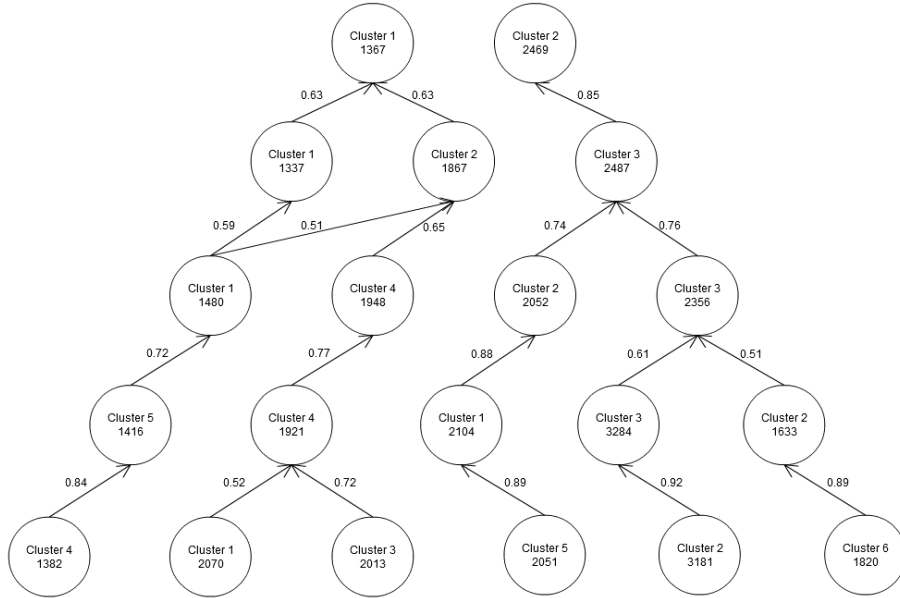 Cluster 1
1367
Cluster 2
2469
0.63
0.63
0.85
Cluster 1
1337
Cluster 2
1867
Cluster 3
2487
0.59
0.51
0.65
0.74
0.76
Cluster 1
1480
Cluster 4
1948
Cluster 2
2052
Cluster 3
2356
0.72
0.77
0.88
0.61
0.51
Cluster 5
1416
Cluster 4
1921
Cluster 1
2104
Cluster 3
3284
Cluster 2
1633
0.84
0.52
0.72
0.89
0.92
0.89
Cluster 4
1382
Cluster 1
2070
Cluster 3
2013
Cluster 5
2051
Cluster 2
3181
Cluster 6
1820